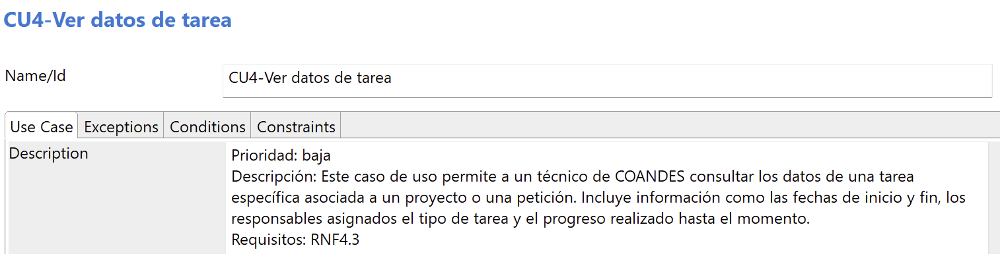 CU4-Ver datos de tarea
Name/Id
CU4-Ver datos de tarea
Use Case Exceptions Conditions Constraints
Description
Prioridad: baja
Descripción: Este caso de uso permite a un técnico de COANDES consultar los datos de una tarea
específica asociada a un proyecto o una petición. Incluye información como las fechas de inicio y fin, los
responsables asignados el tipo de tarea y el progreso realizado hasta el momento.
Requisitos: RNF4.3